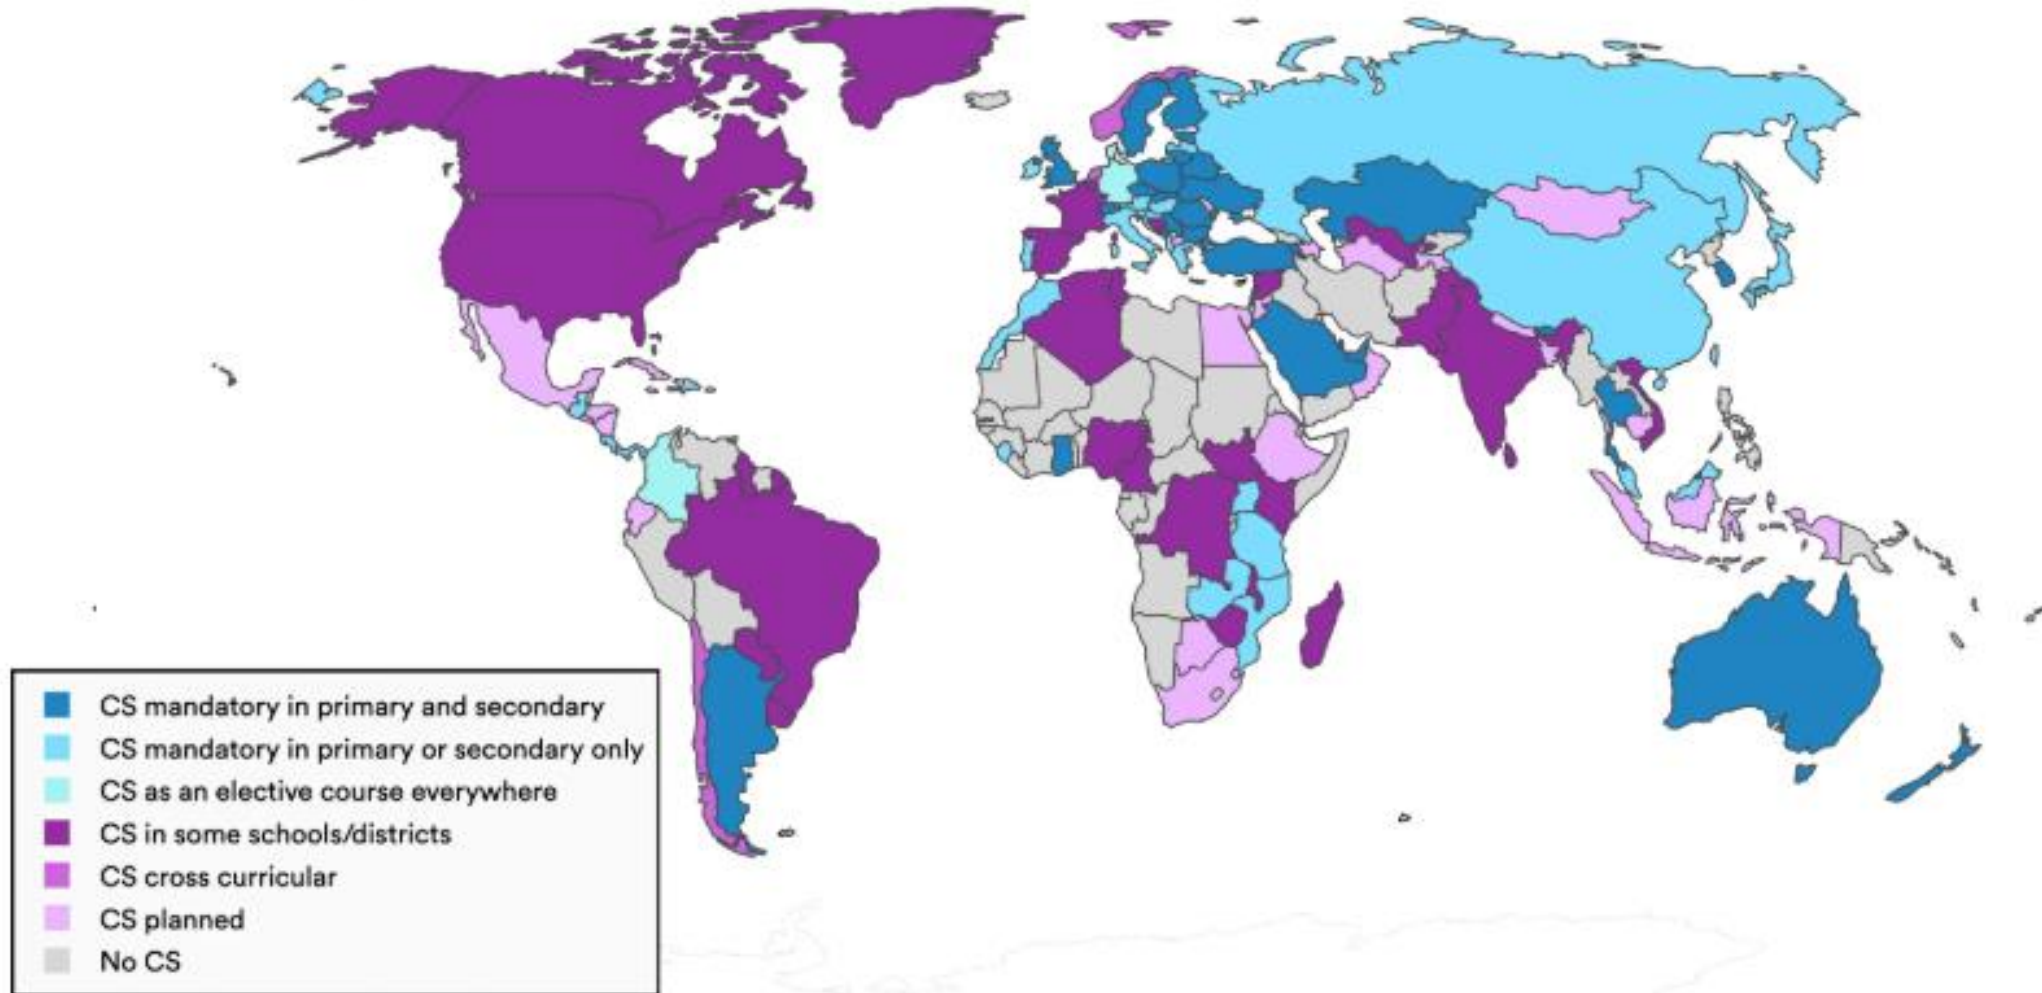 CS mandatory in primary and secondary
CS mandatory in primary or secondary only
CS as an elective course everywhere
CS in some schools/districts
CS cross curricular
CS planned
No CS